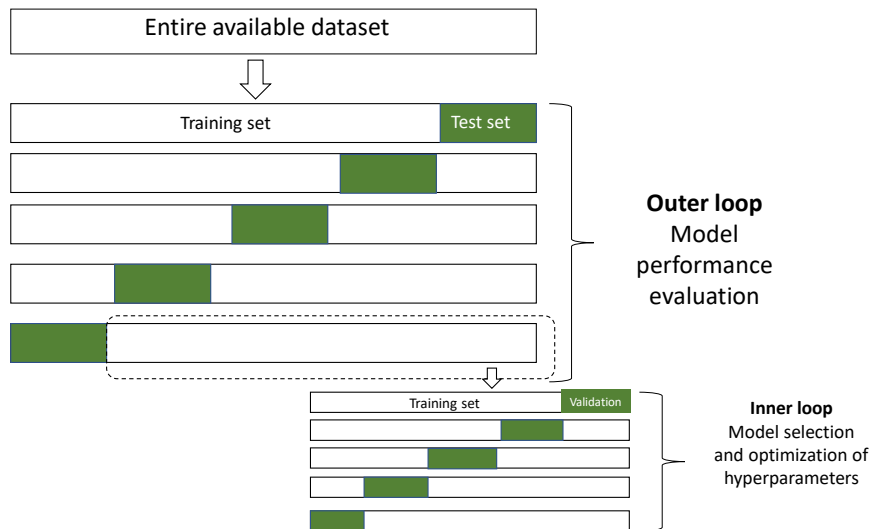 Entire available dataset
Training set
Test set
Outer loop
Model
performance
evaluation
Training set
Validation
Inner loop
Model selection
and optimization of
hyperparameters